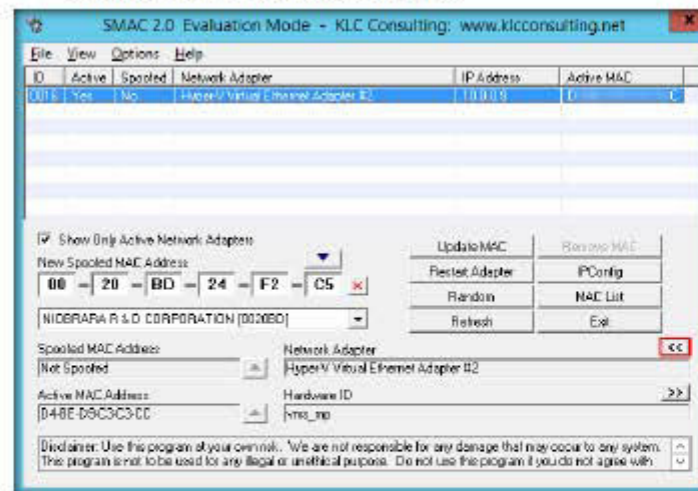 SMAC 2.0 Evaluation Mode - KLC Consulting: www.klcconsulting.net
File View Options Help
ID Active Spoofed Network Adapter IP Address Active MAC
0016 Yes No Hyper-V Virtual Ethernet Adapter #2 10.0.0.9
Show Only Active Network Adapters
New Spoofed MAC Address
00 - 20 - BD - 24 - F2 - C5
NIOBRARA R & D CORPORATION [0020BD]
Update MAC Remove MAC
Restart Adapter IPConfig
Random MAC List
Refresh Exit
Spoofed MAC Address
Not Spoofed
Network Adapter
Hyper-V Virtual Ethernet Adapter #2
<<
Active MAC Address
Hardware ID
vms_mp
>>
Disclaimer: Use this program at your own risk. We are not responsible for any damage that may occur to any system.
This program is not to be used for any illegal or unethical purpose. Do not use this program if you do not agree with